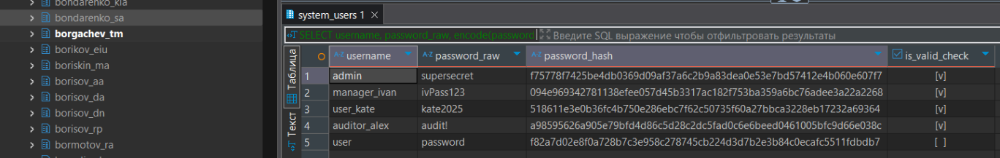 bondarenko_kia
bondarenko_sa
borgachev_tm
borikov_eiu
boriskin_ma
borisov_aa
borisov_da
borisov_dn
borisov_rp
bormotov_ra
system_users 1
SELECT username, password_raw, encode(password
Введите SQL выражение чтобы отфильтровать результаты
Таблица
Текст
username password_raw password_hash is_valid_check
1 admin supersecret f75778f7425be4db0369d09af37a6c2b9a83dea0e53e7bd57412e4b060e607f7 [v]
2 manager_ivan ivPass123 094e969342781138efee057d45b3317ac182f753ba359a6bc76adee3a22a2268 [v]
3 user_kate kate2025 518611e3e0b36fc4b750e286ebc7f62c50735f60a27bbca3228eb17232a69364 [v]
4 auditor_alex audit! a98595626a905e79bfd4d86c5d28c2dc5fad0c6e6beed0461005bfc9d66e038c [v]
5 user password f82a7d02e8f0a728b7c3e958c278745cb224d3d7b2e3b84c0ecafc5511fdbdb7 [ ]